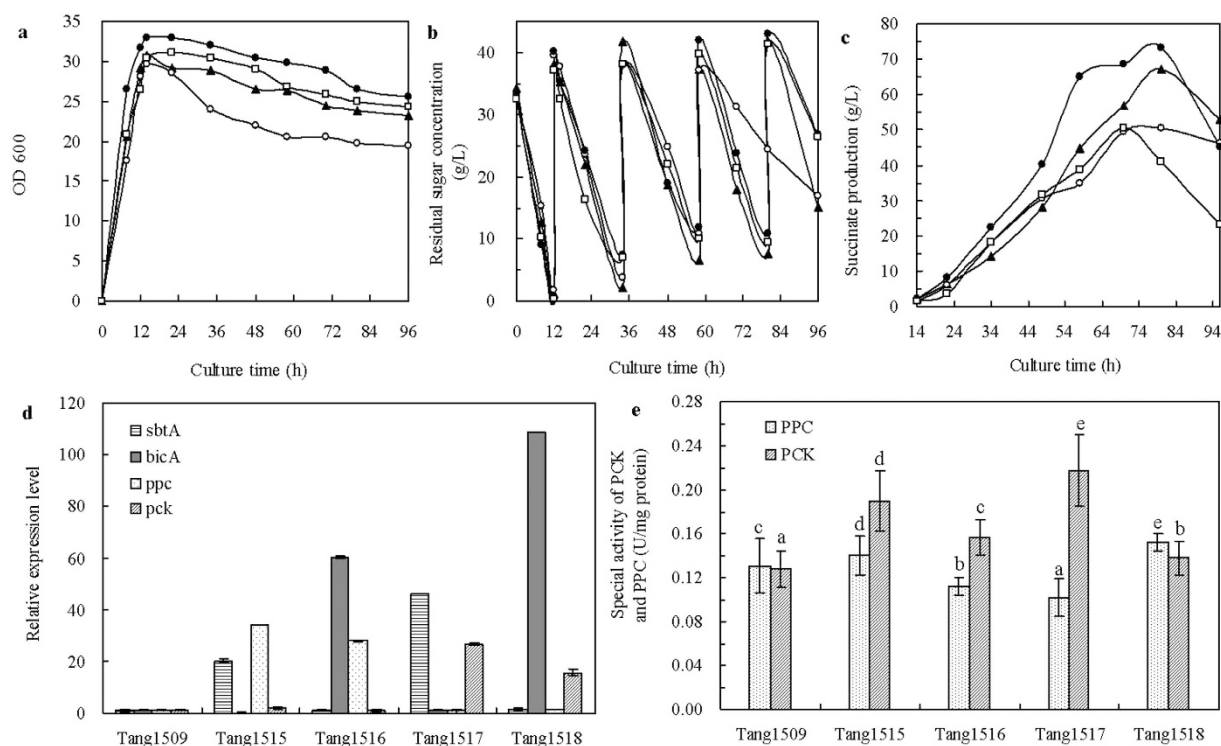 a
35
30
25
20
15
10
5
0
OD 600
0 12 24 36 48 60 72 84 96
Culture time (h)
b
40
30
20
10
0
Residual sugar concentration
(g/L)
0 12 24 36 48 60 72 84 96
Culture time (h)
c
80
70
60
50
40
30
20
10
0
Succinate production (g/L)
14 24 34 44 54 64 74 84 94
Culture time (h)
d
120
100
80
60
40
20
0
Relative expression level
sbtA
bicA
ppc
pck
Tang1509 Tang1515 Tang1516 Tang1517 Tang1518
e
0.28
0.24
0.20
0.16
0.12
0.08
0.04
0.00
Special activity of PCK
and PPC (U/mg protein)
PPC
PCK
c a d d b c a e e b
Tang1509 Tang1515 Tang1516 Tang1517 Tang1518